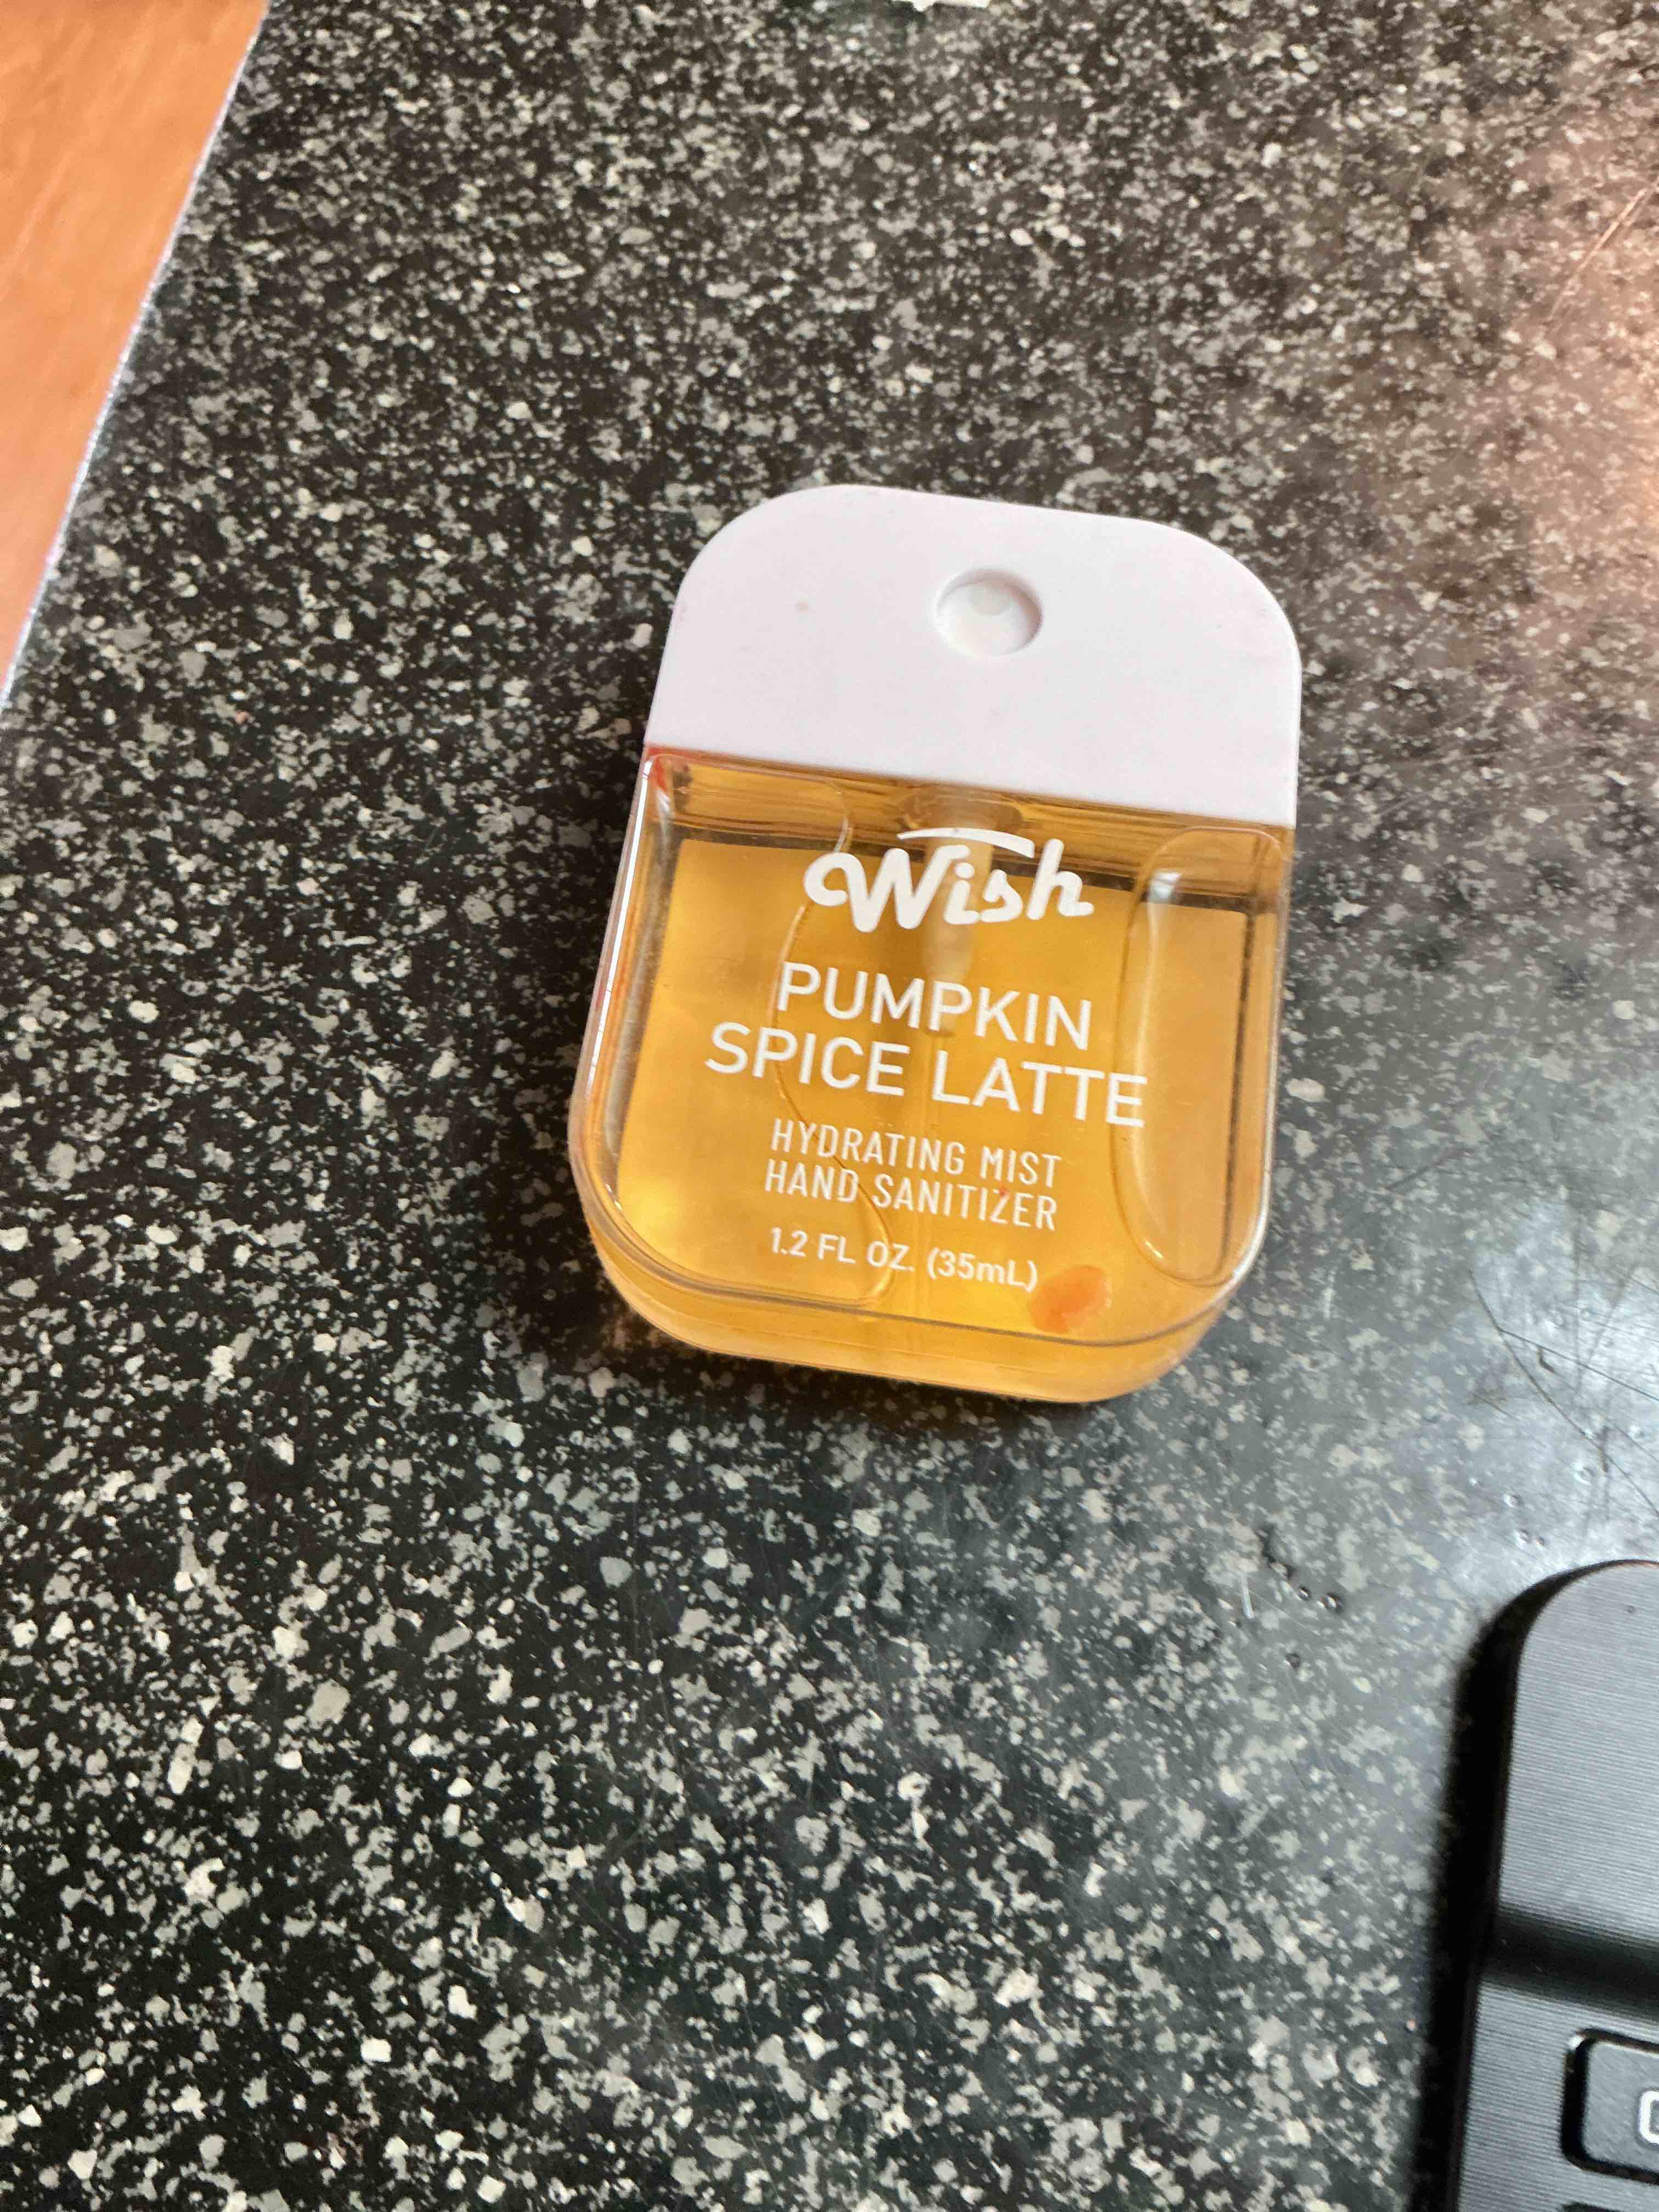 Wish
PUMPKIN
SPICE LATTE
HYDRATING MIST
HAND SANITIZER
1.2 FL OZ. (35mL)